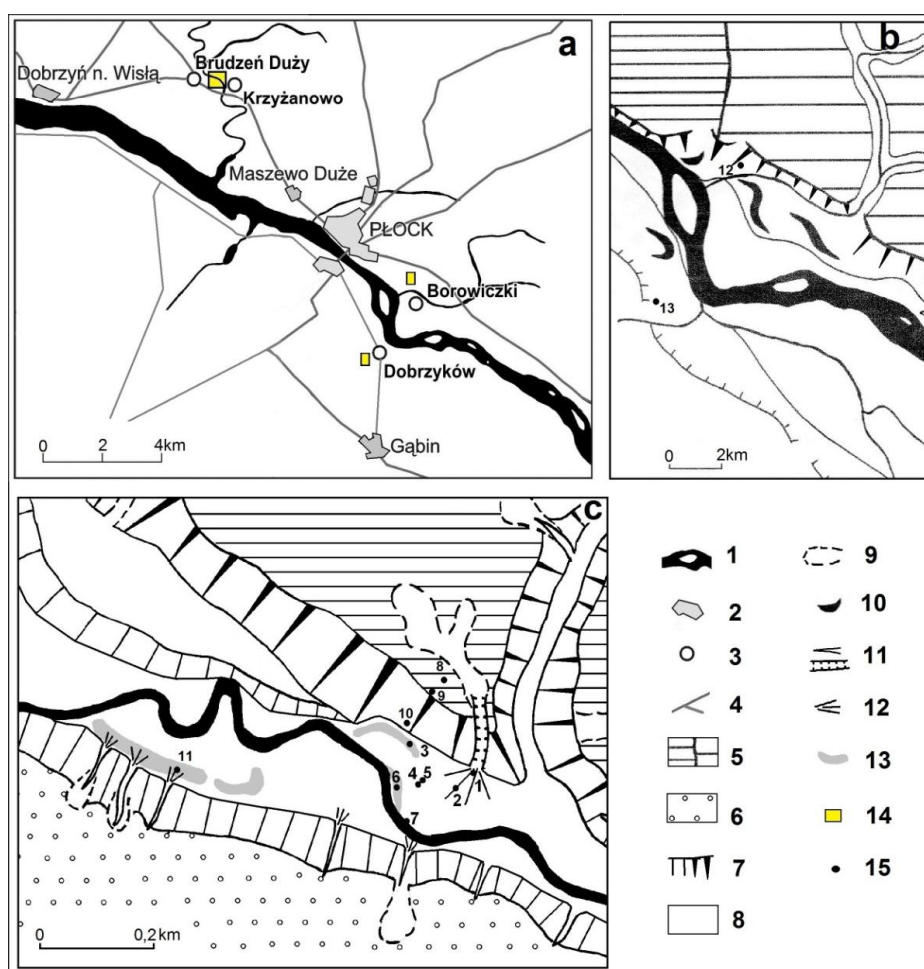 a
Brudzeń Duży
Dobrzyń n. Wisłą
Krzyżanowo
Maszewo Duże
PŁOCK
Borowiczki
Dobrzyków
Gąbin
0 2 4km
b
12
13
0 2km
c
8
9
10
3
11
6 4 5
2 1
7
0 0,2km
1 9
2 10
3 11
4 12
5 13
6 14
7 15
8